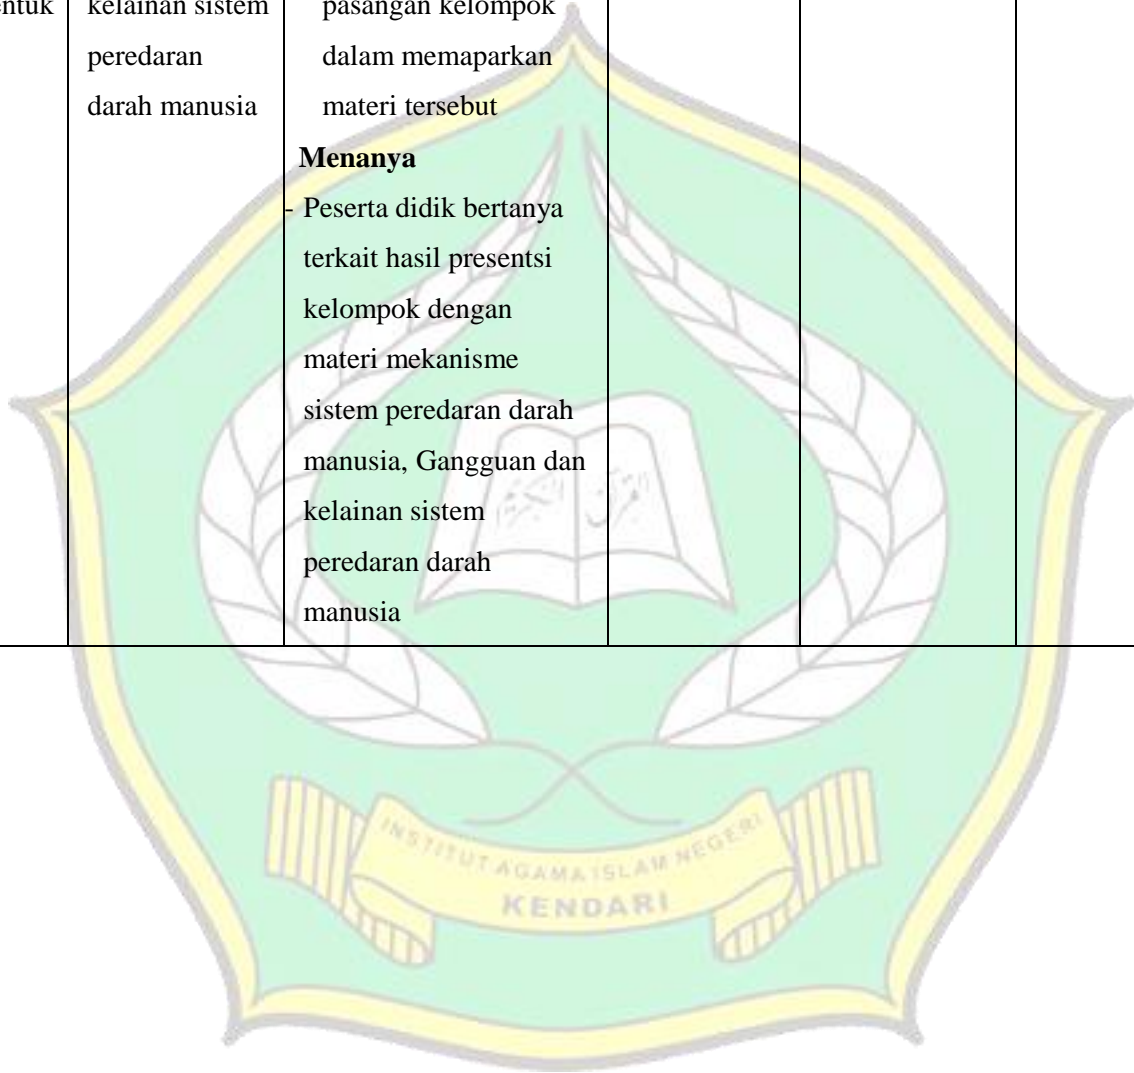 kelainan sistem
peredaran
darah manusia
pasangan kelompok
dalam memaparkan
materi tersebut
Menanya
- Peserta didik bertanya
terkait hasil presentsi
kelompok dengan
materi mekanisme
sistem peredaran darah
manusia, Gangguan dan
kelainan sistem
peredaran darah
manusia
INSTITUT AGAMA ISLAM NEGERI
KENDARI